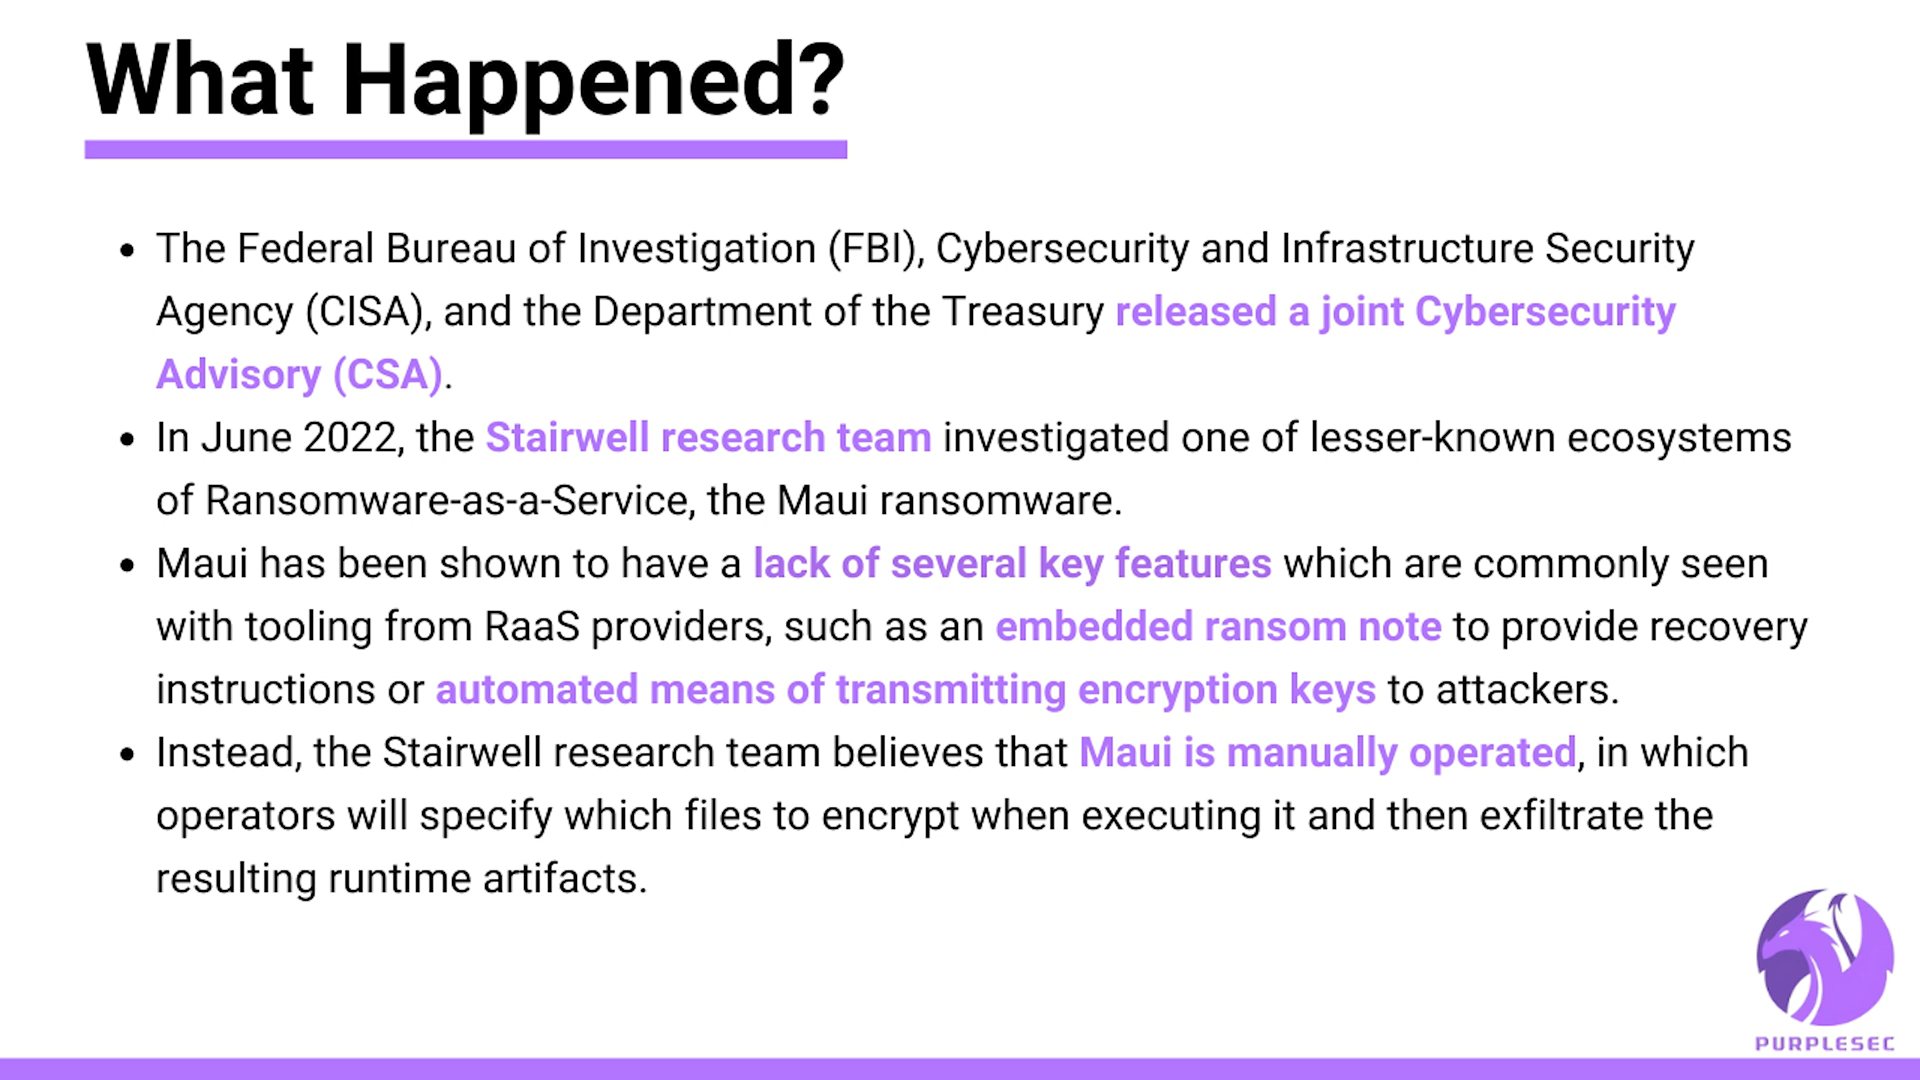 What Happened?
• The Federal Bureau of Investigation (FBI), Cybersecurity and Infrastructure Security
Agency (CISA), and the Department of the Treasury released a joint Cybersecurity
Advisory (CSA).
• In June 2022, the Stairwell research team investigated one of lesser-known ecosystems
of Ransomware-as-a-Service, the Maui ransomware.
• Maui has been shown to have a lack of several key features which are commonly seen
with tooling from RaaS providers, such as an embedded ransom note to provide recovery
instructions or automated means of transmitting encryption keys to attackers.
• Instead, the Stairwell research team believes that Maui is manually operated, in which
operators will specify which files to encrypt when executing it and then exfiltrate the
resulting runtime artifacts.
PURPLESEC